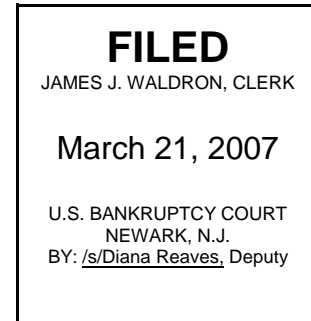 FILED
JAMES J. WALDRON, CLERK
March 21, 2007
U.S. BANKRUPTCY COURT
NEWARK, N.J.
BY: /s/Diana Reaves, Deputy